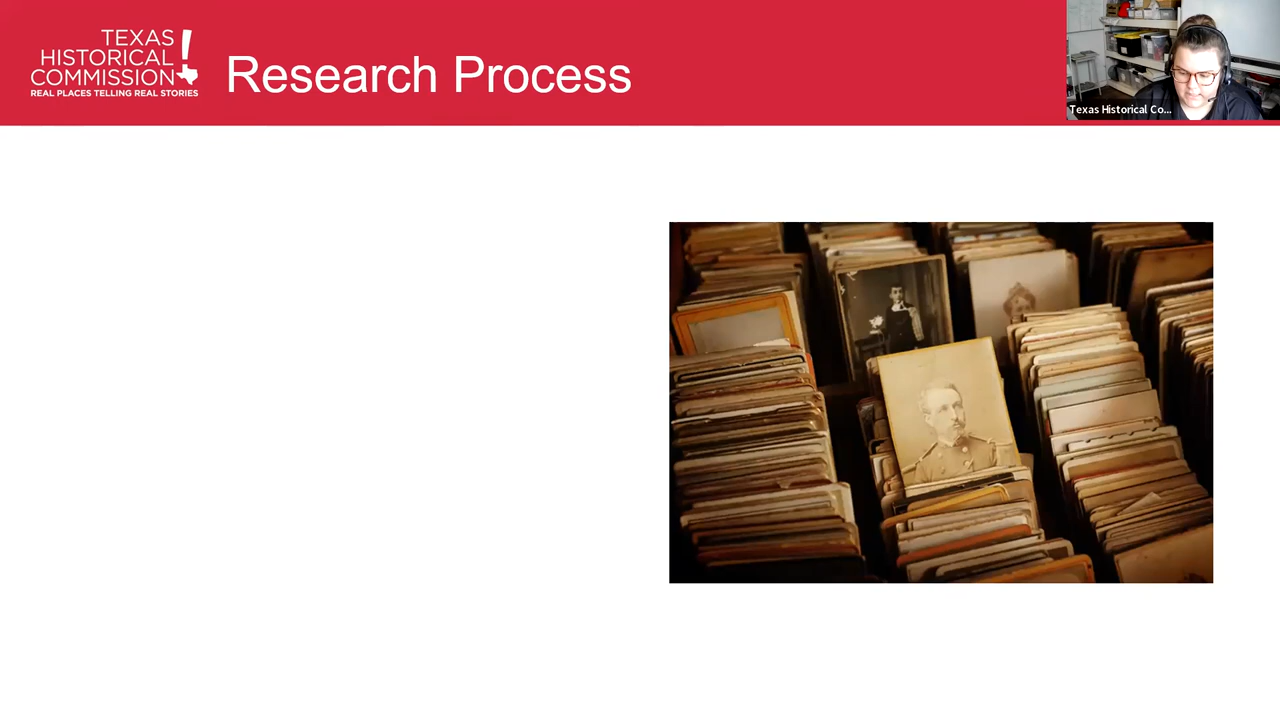 TEXAS
HISTORICAL
COMMISSION
REAL PLACES TELLING REAL STORIES
Research Process
Texas Historical Co...